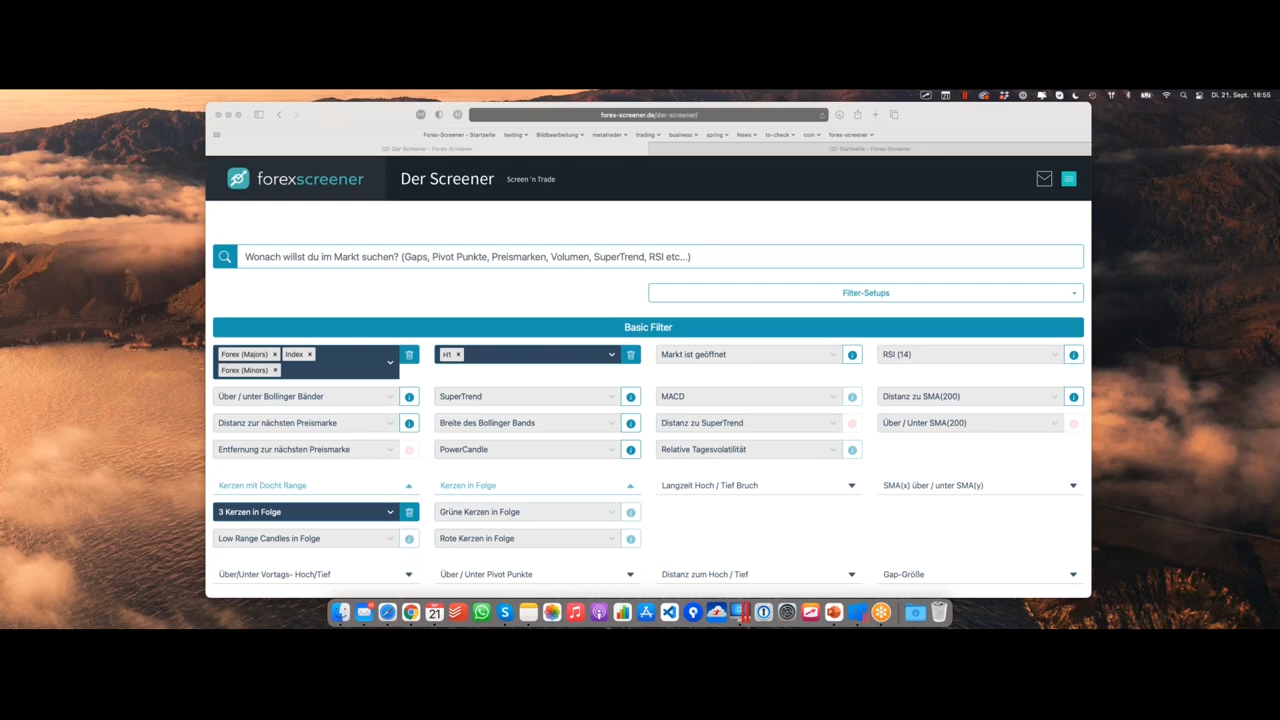 Di. 21. Sept. 18:55
forex-screener.de/der-screener/
Forex-Screener - Startseite texting Bildbearbeitung metatrader trading business spring News to-check coin forex-screener
Der Screener - Forex-Screener Startseite - Forex-Screener
forexscreener Der Screener Screen 'n Trade
Wonach willst du im Markt suchen? (Gaps, Pivot Punkte, Preismarken, Volumen, SuperTrend, RSI etc...)
Filter-Setups
Basic Filter
Forex (Majors) × Index × H1 × Markt ist geöffnet RSI (14)
Forex (Minors) ×
Über / unter Bollinger Bänder SuperTrend MACD Distanz zu SMA(200)
Distanz zur nächsten Preismarke Breite des Bollinger Bands Distanz zu SuperTrend Über / Unter SMA(200)
Entfernung zur nächsten Preismarke PowerCandle Relative Tagesvolatilität
Kerzen mit Docht Range Kerzen in Folge Langzeit Hoch / Tief Bruch SMA(x) über / unter SMA(y)
3 Kerzen in Folge Grüne Kerzen in Folge
Low Range Candles in Folge Rote Kerzen in Folge
Über/Unter Vortags- Hoch/Tief Über / Unter Pivot Punkte Distanz zum Hoch / Tief Gap-Größe
21